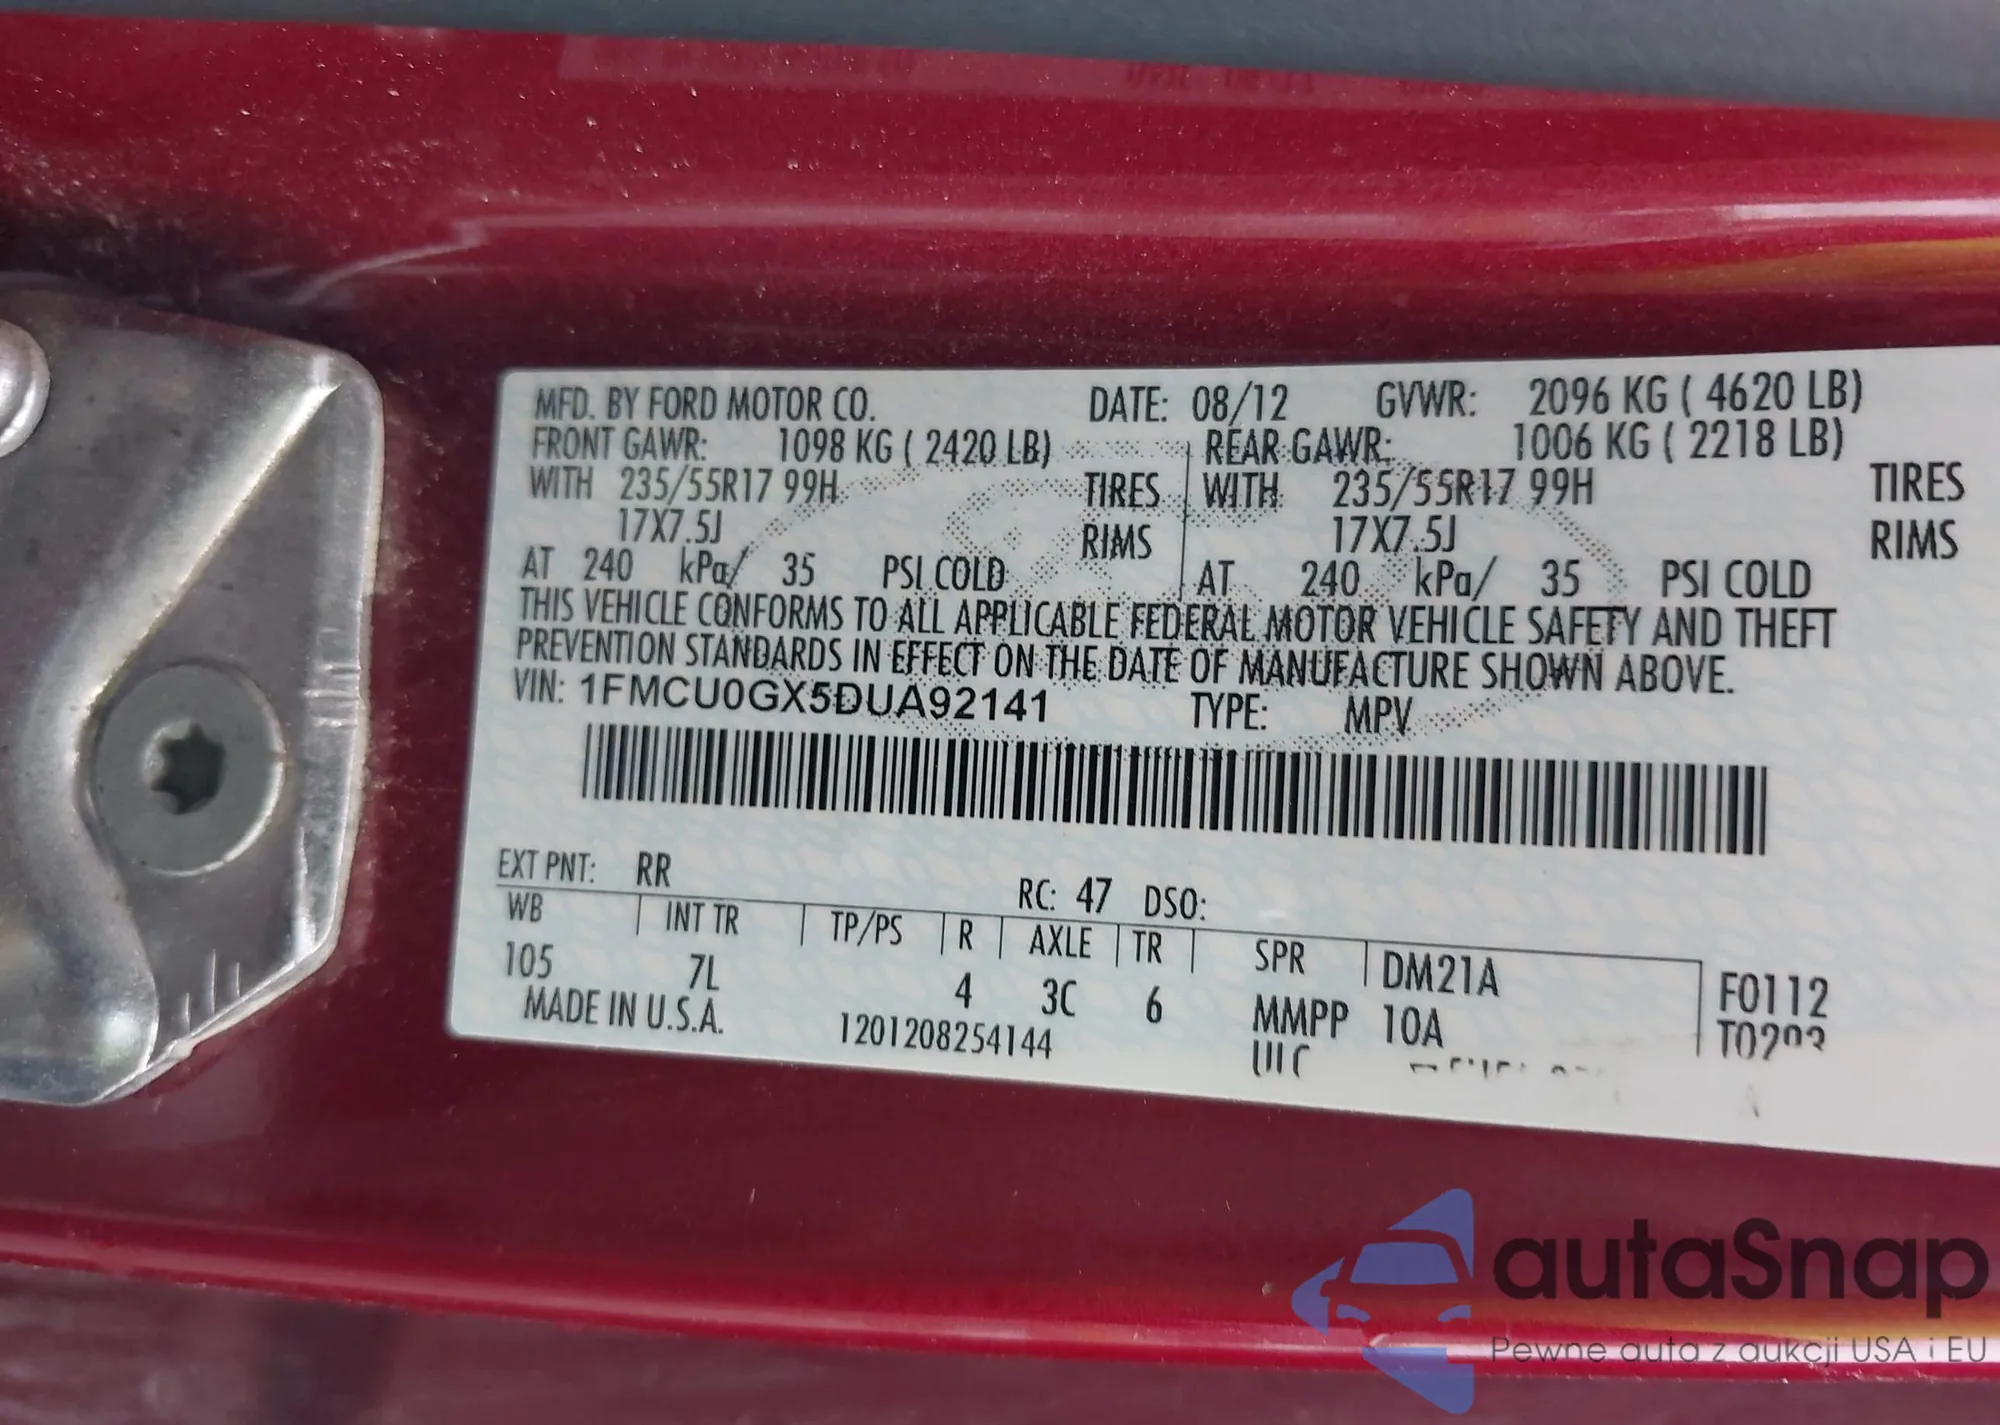 MFD. BY FORD MOTOR CO. DATE: 08/12 GVWR: 2096 KG ( 4620 LB)
FRONT GAWR: 1098 KG ( 2420 LB) REAR GAWR: 1006 KG ( 2218 LB)
WITH 235/55R17 99H TIRES WITH 235/55R17 99H TIRES
17X7.5J RIMS 17X7.5J RIMS
AT 240 kPa/ 35 PSI COLD AT 240 kPa/ 35 PSI COLD
THIS VEHICLE CONFORMS TO ALL APPLICABLE FEDERAL MOTOR VEHICLE SAFETY AND THEFT
PREVENTION STANDARDS IN EFFECT ON THE DATE OF MANUFACTURE SHOWN ABOVE.
VIN: 1FMCU0GX5DUA92141 TYPE: MPV
EXT PNT: RR RC: 47 DSO:
WB INT TR TP/PS R AXLE TR SPR DM21A F0112
105 7L 4 3C 6 MMPP 10A
MADE IN U.S.A. 1201208254144
autaSnap
Pewne auta z aukcji USA i EU